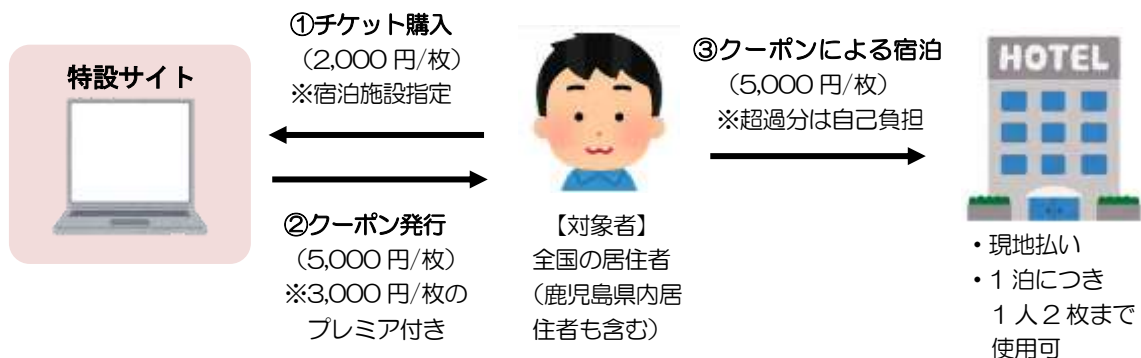 特設サイト
①チケット購入
（2,000 円/枚）
※宿泊施設指定
②クーポン発行
（5,000 円/枚）
※3,000 円/枚の
プレミア付き
【対象者】
全国の居住者
（鹿児島県内居
住者も含む）
③クーポンによる宿泊
（5,000 円/枚）
※超過分は自己負担
HOTEL
・現地払い
・1 泊につき
1 人 2 枚まで
使用可